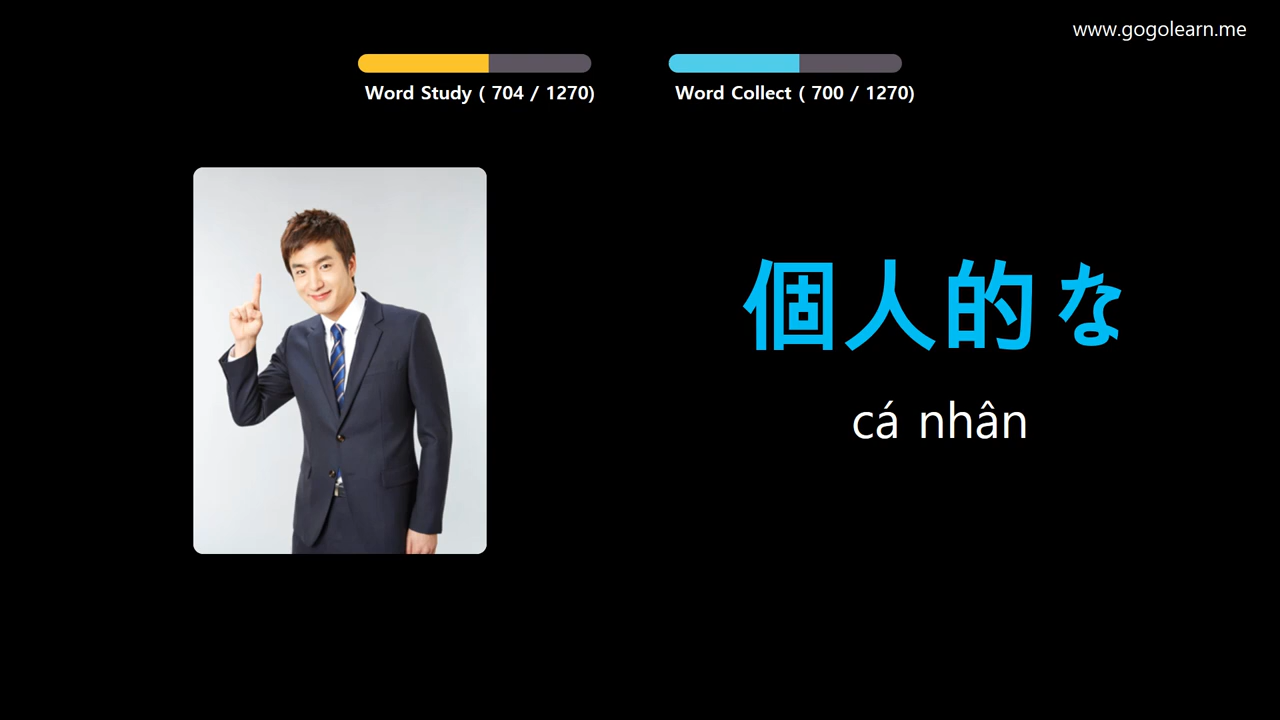 www.gogolearn.me
Word Study ( 704 / 1270)
Word Collect ( 700 / 1270)
個人的な
cá nhân